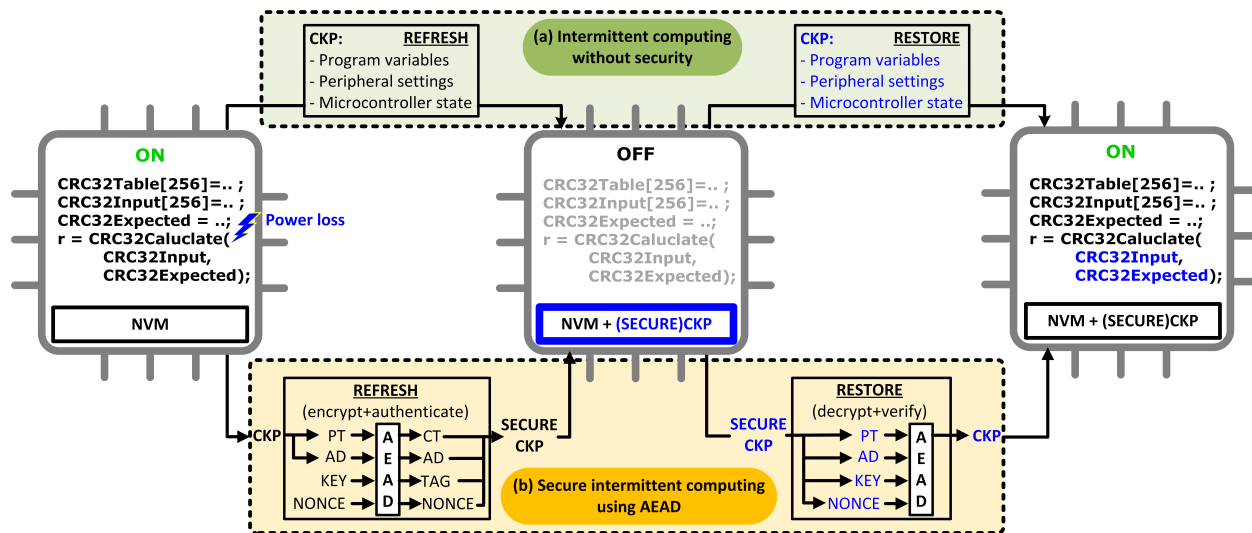 CKP: REFRESH
- Program variables
- Peripheral settings
- Microcontroller state
(a) Intermittent computing
without security
CKP: RESTORE
- Program variables
- Peripheral settings
- Microcontroller state
ON
CRC32Table[256]=.. ;
CRC32Input[256]=.. ;
CRC32Expected = ..;
r = CRC32Caluclate(
CRC32Input,
CRC32Expected);
NVM
Power loss
OFF
CRC32Table[256]=.. ;
CRC32Input[256]=.. ;
CRC32Expected = ..;
r = CRC32Caluclate(
CRC32Input,
CRC32Expected);
NVM + (SECURE)CKP
ON
CRC32Table[256]=.. ;
CRC32Input[256]=.. ;
CRC32Expected = ..;
r = CRC32Caluclate(
CRC32Input,
CRC32Expected);
NVM + (SECURE)CKP
CKP
REFRESH
(encrypt+authenticate)
PT
AD
KEY
NONCE
A
E
A
D
CT
AD
TAG
NONCE
SECURE
CKP
(b) Secure intermittent computing
using AEAD
SECURE
CKP
RESTORE
(decrypt+verify)
PT
AD
KEY
NONCE
A
E
A
D
CKP